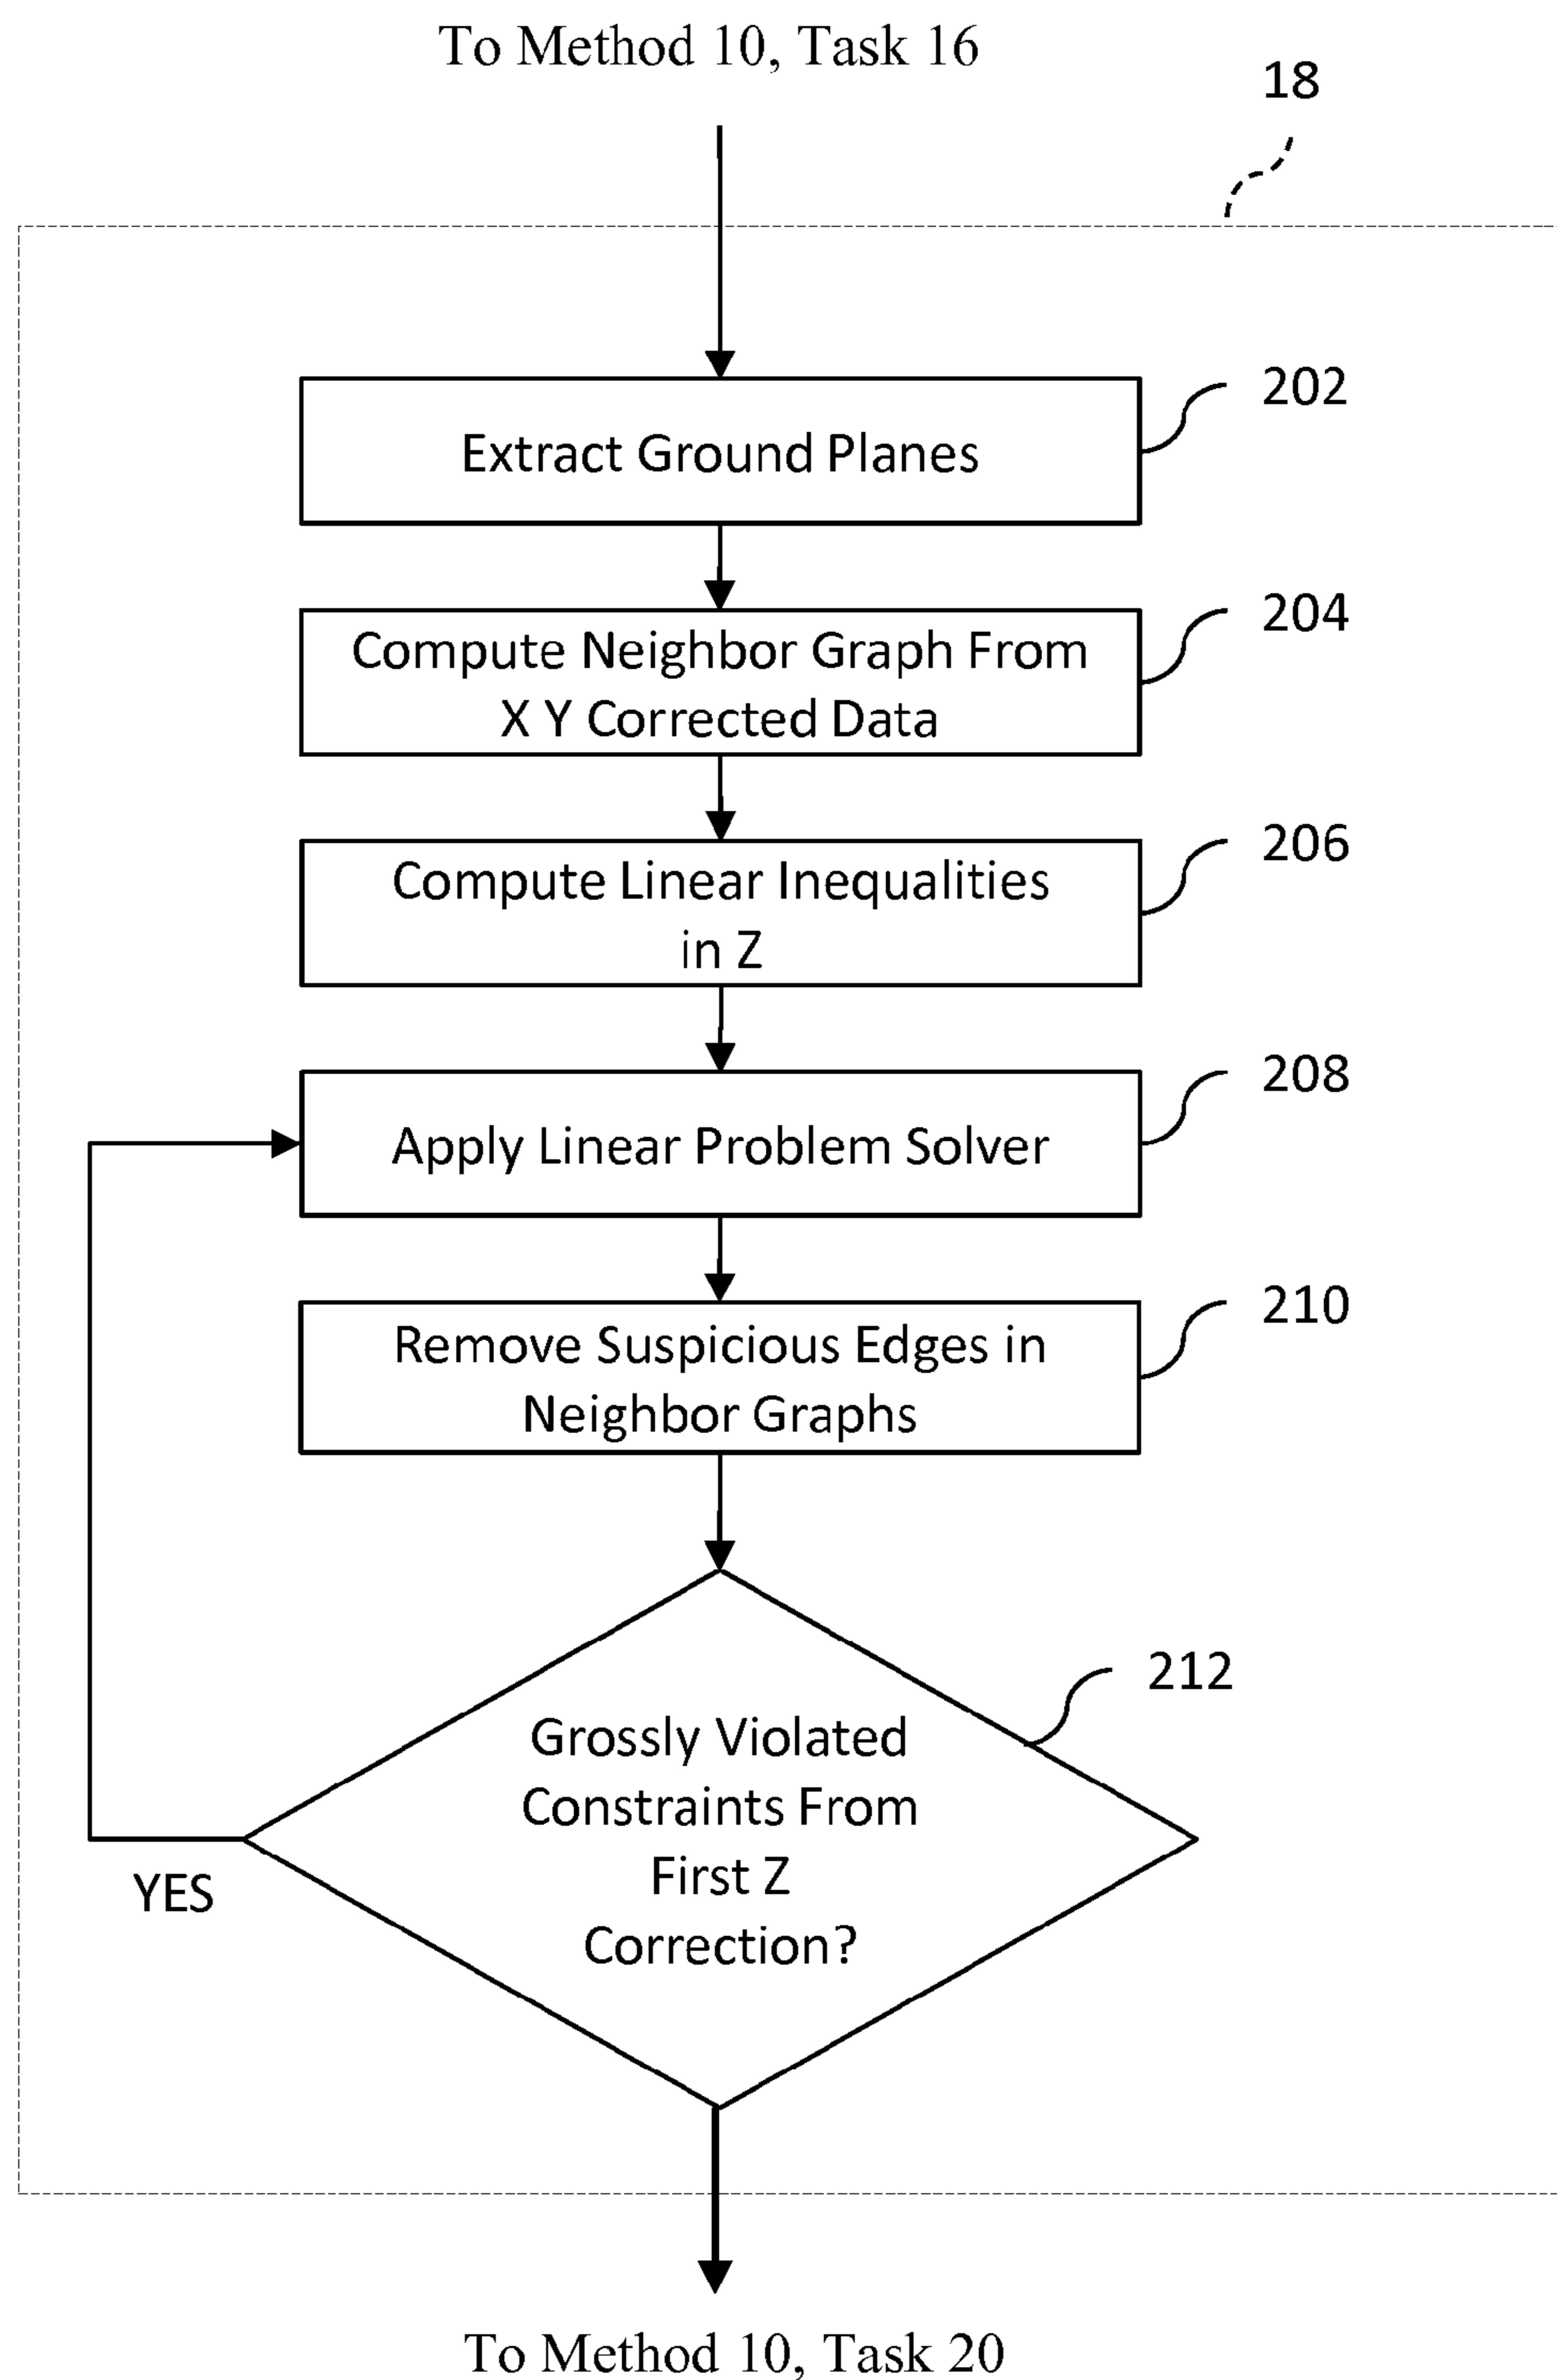 To Method 10, Task 16
18
Extract Ground Planes
202
Compute Neighbor Graph From
X Y Corrected Data
204
Compute Linear Inequalities
in Z
206
Apply Linear Problem Solver
208
Remove Suspicious Edges in
Neighbor Graphs
210
Grossly Violated
Constraints From
First Z
Correction?
212
YES
To Method 10, Task 20